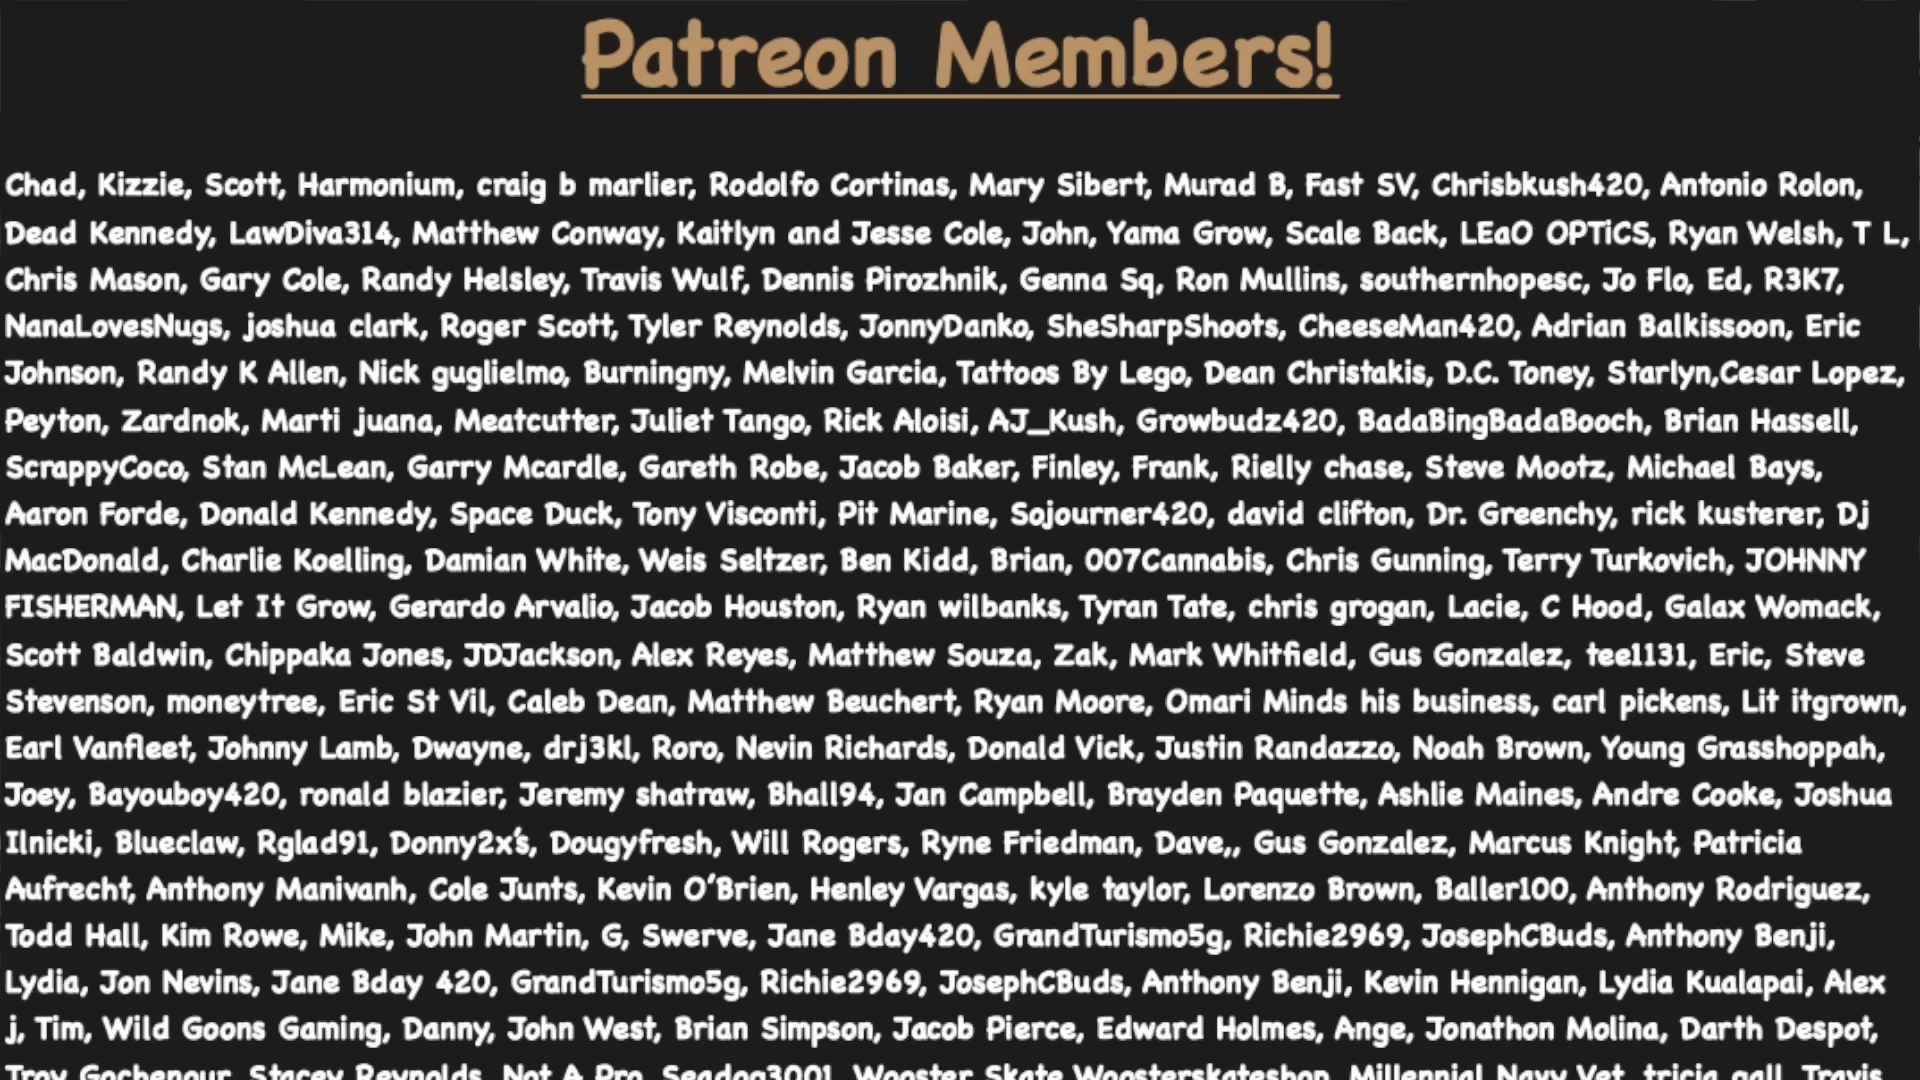 Patreon Members!
Chad, Kizzie, Scott, Harmonium, craig b marlier, Rodolfo Cortinas, Mary Sibert, Murad B, Fast SV, Chrisbkush420, Antonio Rolon,
Dead Kennedy, LawDiva314, Matthew Conway, Kaitlyn and Jesse Cole, John, Yama Grow, Scale Back, LEaO OPTiCS, Ryan Welsh, T L,
Chris Mason, Gary Cole, Randy Helsley, Travis Wulf, Dennis Pirozhnik, Genna Sq, Ron Mullins, southernhopesc, Jo Flo, Ed, R3K7,
NanaLovesNugs, joshua clark, Roger Scott, Tyler Reynolds, JonnyDanko, SheSharpShoots, CheeseMan420, Adrian Balkissoon, Eric
Johnson, Randy K Allen, Nick guglielmo, Burningny, Melvin Garcia, Tattoos By Lego, Dean Christakis, D.C. Toney, Starlyn,Cesar Lopez,
Peyton, Zardnok, Marti juana, Meatcutter, Juliet Tango, Rick Aloisi, AJ_Kush, Growbudz420, BadaBingBadaBooch, Brian Hassell,
ScrappyCoco, Stan McLean, Garry Mcardle, Gareth Robe, Jacob Baker, Finley, Frank, Rielly chase, Steve Mootz, Michael Bays,
Aaron Forde, Donald Kennedy, Space Duck, Tony Visconti, Pit Marine, Sojourner420, david clifton, Dr. Greenchy, rick kusterer, Dj
MacDonald, Charlie Koelling, Damian White, Weis Seltzer, Ben Kidd, Brian, 007Cannabis, Chris Gunning, Terry Turkovich, JOHNNY
FISHERMAN, Let It Grow, Gerardo Arvalio, Jacob Houston, Ryan wilbanks, Tyran Tate, chris grogan, Lacie, C Hood, Galax Womack,
Scott Baldwin, Chippaka Jones, JDJackson, Alex Reyes, Matthew Souza, Zak, Mark Whitfield, Gus Gonzalez, tee1131, Eric, Steve
Stevenson, moneytree, Eric St Vil, Caleb Dean, Matthew Beuchert, Ryan Moore, Omari Minds his business, carl pickens, Lit itgrown,
Earl Vanfleet, Johnny Lamb, Dwayne, drj3kl, Roro, Nevin Richards, Donald Vick, Justin Randazzo, Noah Brown, Young Grasshoppah,
Joey, Bayouboy420, ronald blazier, Jeremy shatraw, Bhall94, Jan Campbell, Brayden Paquette, Ashlie Maines, Andre Cooke, Joshua
Ilnicki, Blueclaw, Rglad91, Donny2x's, Dougyfresh, Will Rogers, Ryne Friedman, Dave,, Gus Gonzalez, Marcus Knight, Patricia
Aufrecht, Anthony Manivanh, Cole Junts, Kevin O'Brien, Henley Vargas, kyle taylor, Lorenzo Brown, Baller100, Anthony Rodriguez,
Todd Hall, Kim Rowe, Mike, John Martin, G, Swerve, Jane Bday420, GrandTurismo5g, Richie2969, JosephCBuds, Anthony Benji,
Lydia, Jon Nevins, Jane Bday 420, GrandTurismo5g, Richie2969, JosephCBuds, Anthony Benji, Kevin Hennigan, Lydia Kualapai, Alex
j, Tim, Wild Goons Gaming, Danny, John West, Brian Simpson, Jacob Pierce, Edward Holmes, Ange, Jonathon Molina, Darth Despot,
Troy Gochenour, Stacey Reynolds, Not A Pro, Seadog3001, Wooster Skate Woosterskateshop, Millennial Navy Vet, tricia gall, Travis